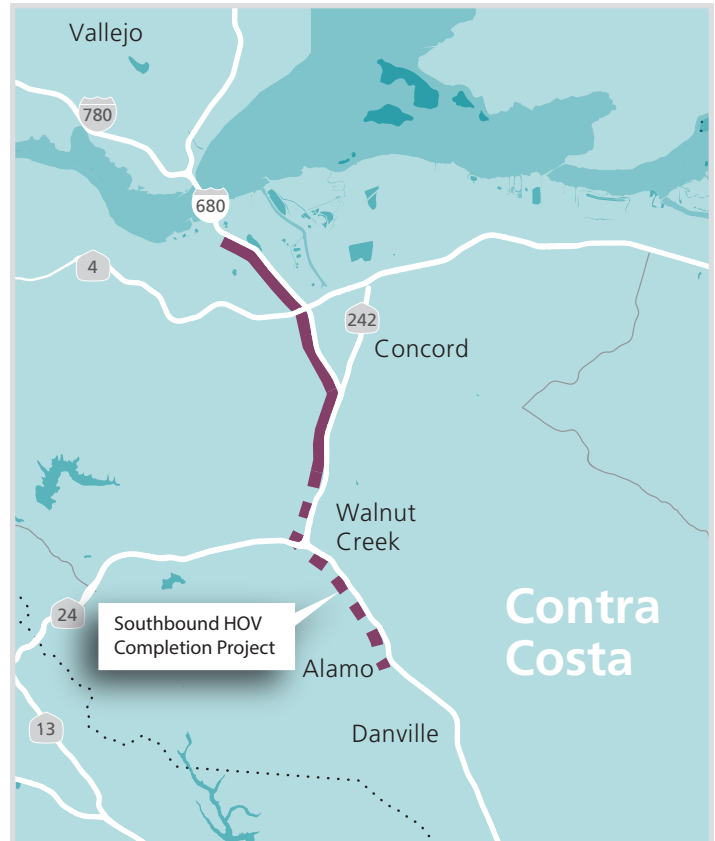 Vallejo
780
680
4
242
Concord
Walnut
Creek
Contra
Costa
24
Southbound HOV
Completion Project
Alamo
13
Danville